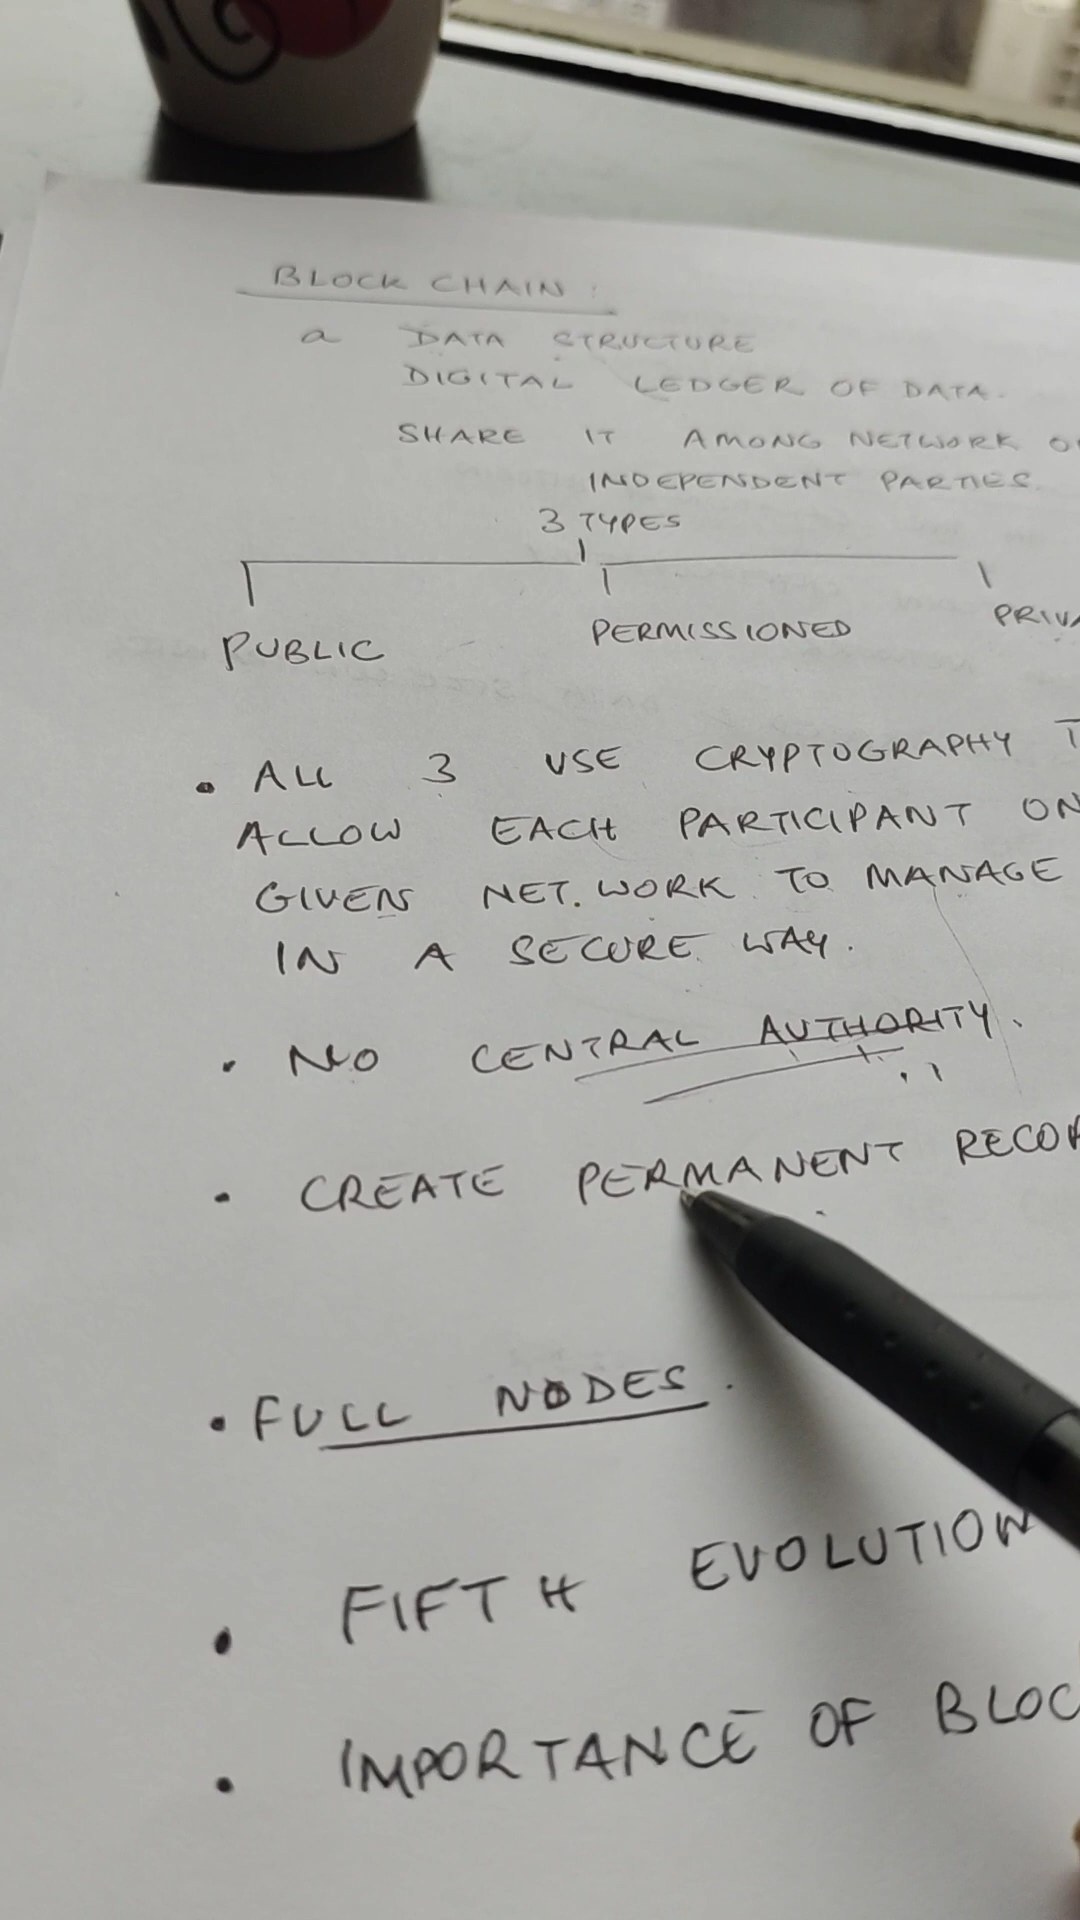 BLOCK CHAIN:
a DATA STRUCTURE
DIGITAL LEDGER OF DATA.
SHARE IT AMONG NETWORK
INDEPENDENT PARTIES.
3 TYPES
PUBLIC PERMISSIONED
• ALL 3 USE CRYPTOGRAPHY
ALLOW EACH PARTICIPANT ON
GIVEN NET.WORK TO MANAGE
IN A SECURE WAY.
• NO CENTRAL AUTHORITY.
• CREATE PERMANENT
• FULL NODES.
• FIFTH EVOLUTION
• IMPORTANCE OF